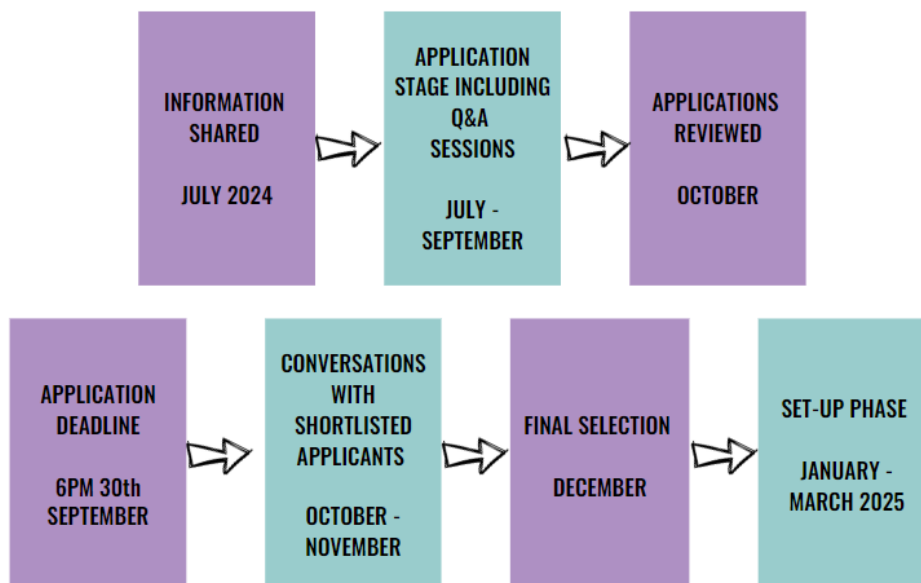 INFORMATION
SHARED
JULY 2024
APPLICATION
STAGE INCLUDING
Q&A
SESSIONS
JULY -
SEPTEMBER
APPLICATIONS
REVIEWED
OCTOBER
APPLICATION
DEADLINE
6PM 30th
SEPTEMBER
CONVERSATIONS
WITH
SHORTLISTED
APPLICANTS
OCTOBER -
NOVEMBER
FINAL SELECTION
DECEMBER
SET-UP PHASE
JANUARY -
MARCH 2025